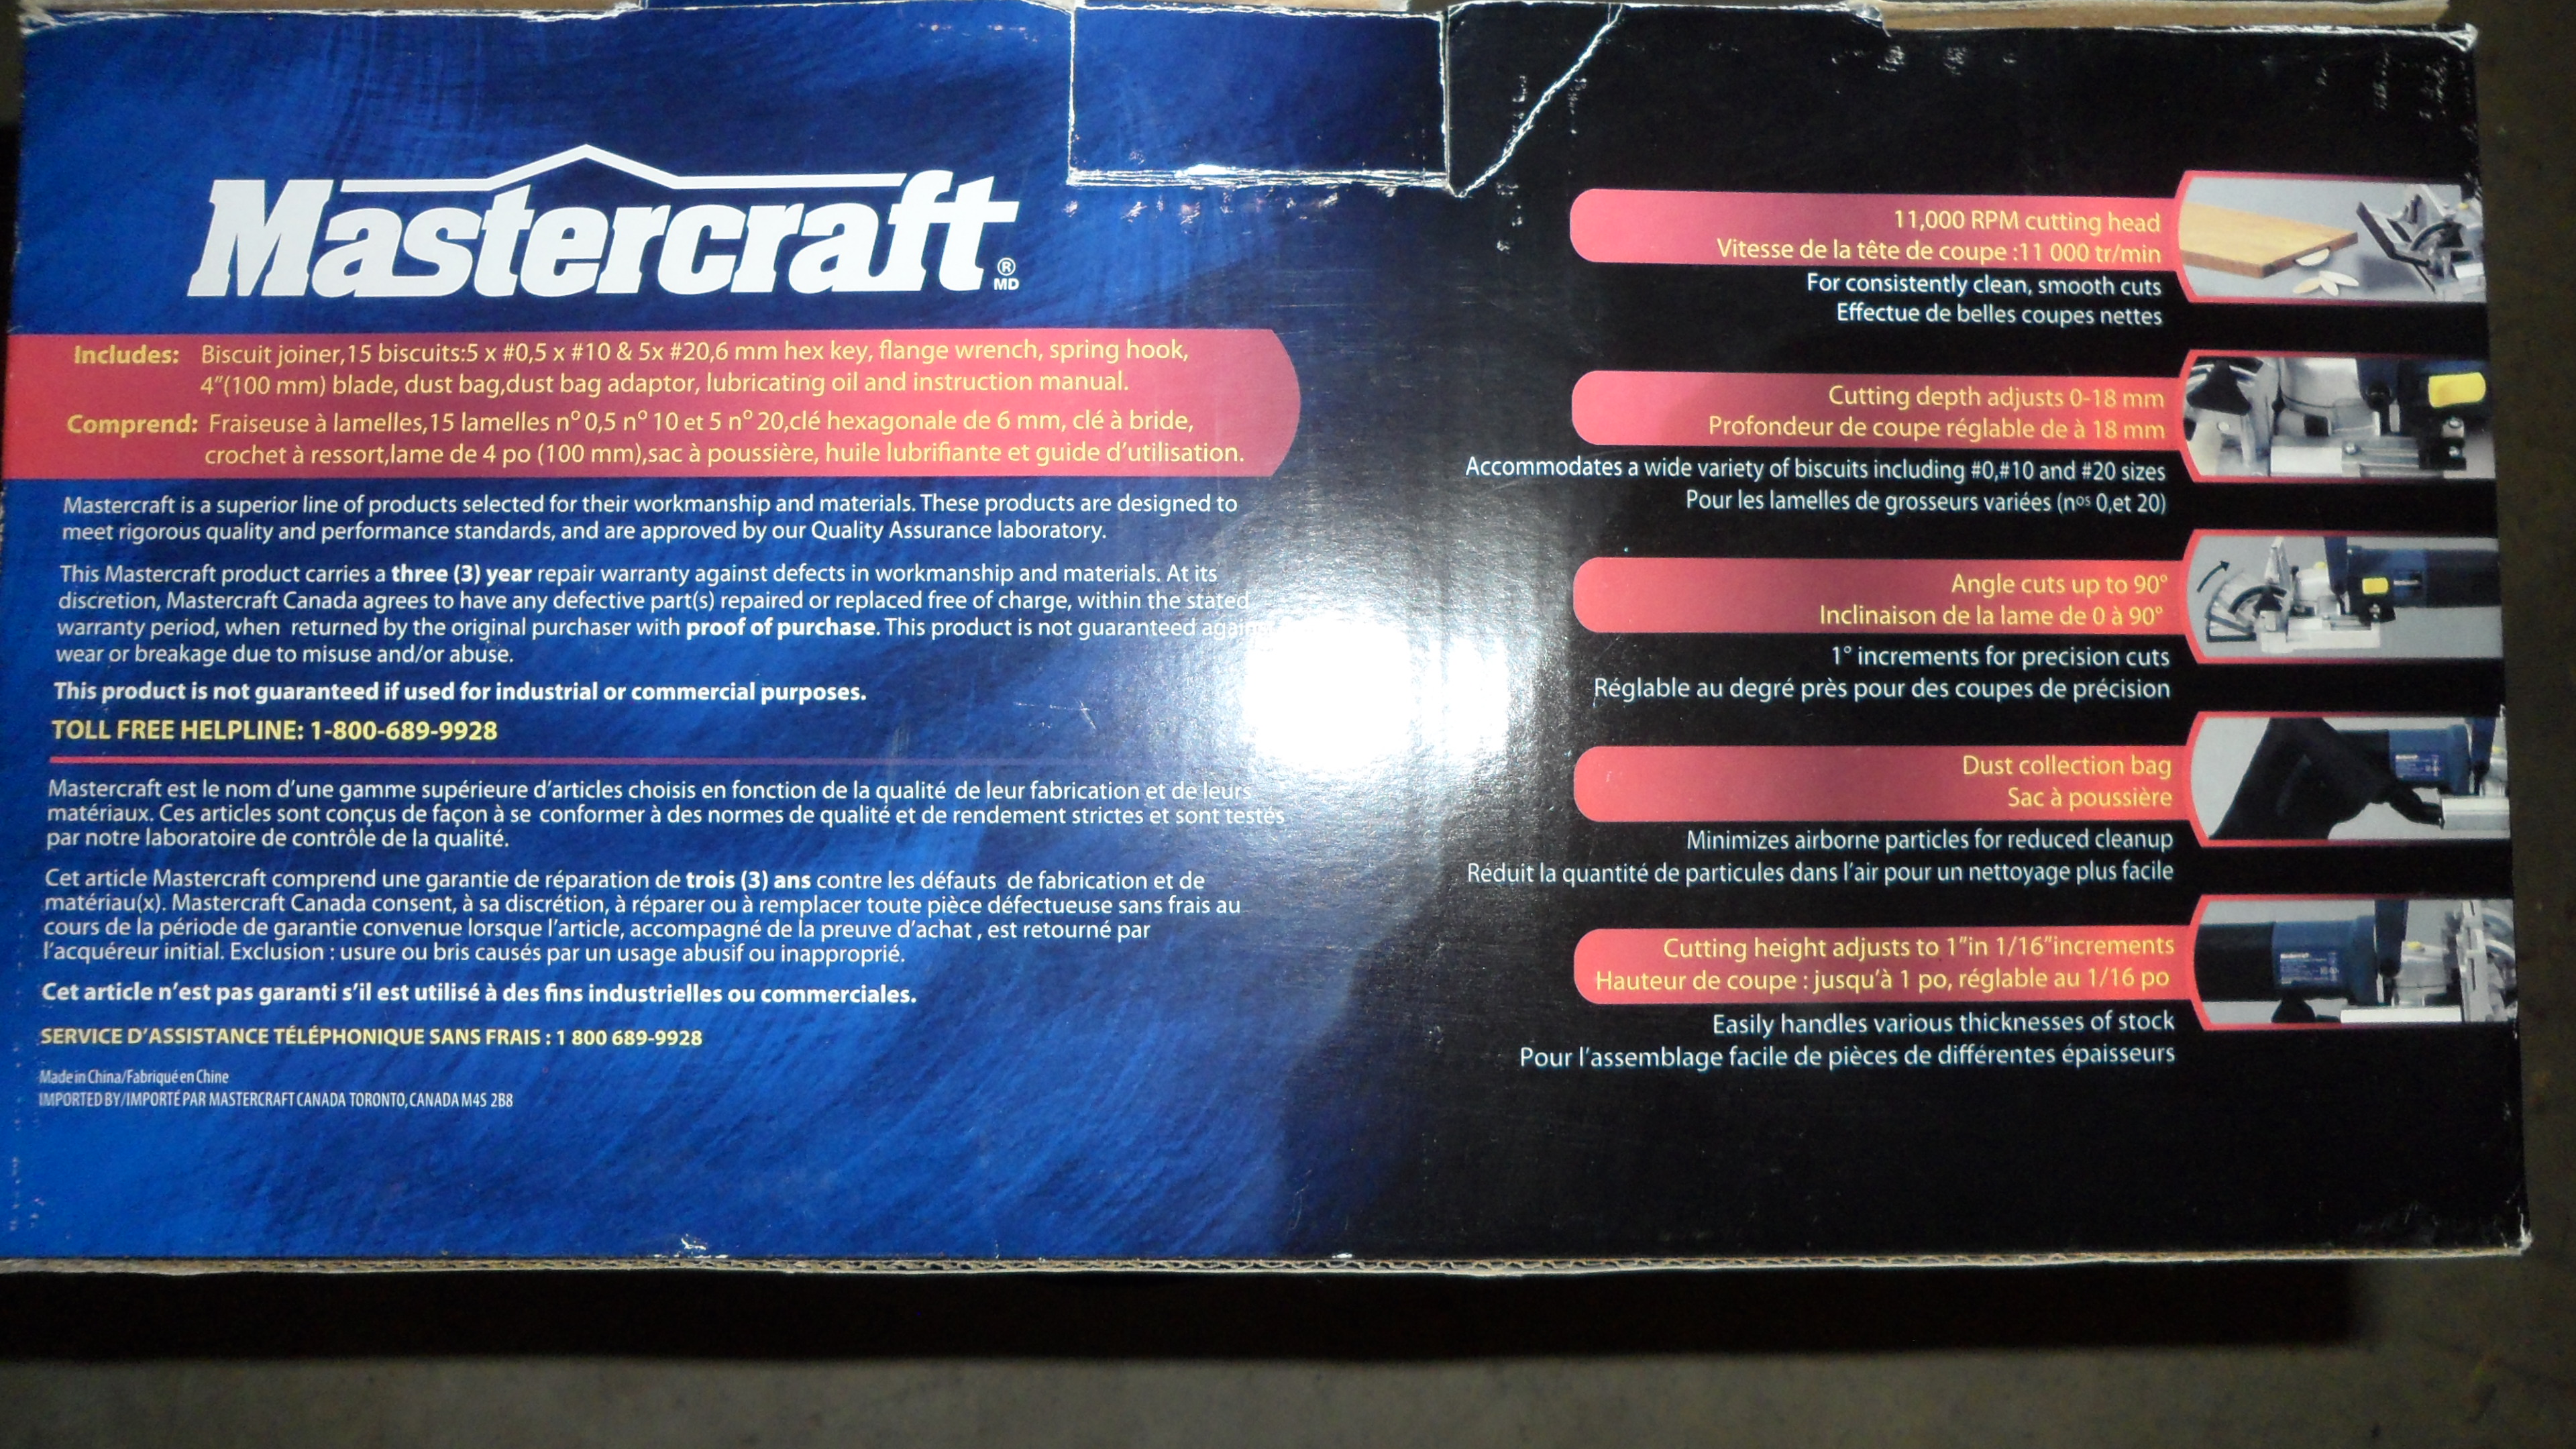 Mastercraft®
MD
Includes: Biscuit joiner,15 biscuits:5 x #0,5 x #10 & 5x #20,6 mm hex key, flange wrench, spring hook,
4"(100 mm) blade, dust bag,dust bag adaptor, lubricating oil and instruction manual.
Comprend: Fraiseuse à lamelles,15 lamelles nº 0,5 nº 10 et 5 nº 20,clé hexagonale de 6 mm, clé à bride,
crochet à ressort,lame de 4 po (100 mm),sac à poussière, huile lubrifiante et guide d'utilisation.
Mastercraft is a superior line of products selected for their workmanship and materials. These products are designed to
meet rigorous quality and performance standards, and are approved by our Quality Assurance laboratory.
This Mastercraft product carries a three (3) year repair warranty against defects in workmanship and materials. At its
discretion, Mastercraft Canada agrees to have any defective part(s) repaired or replaced free of charge, within the stated
warranty period, when returned by the original purchaser with proof of purchase. This product is not guaranteed
wear or breakage due to misuse and/or abuse.
This product is not guaranteed if used for industrial or commercial purposes.
TOLL FREE HELPLINE: 1-800-689-9928
Mastercraft est le nom d'une gamme supérieure d'articles choisis en fonction de la qualité de leur fabrication et de leurs
matériaux. Ces articles sont conçus de façon à se conformer à des normes de qualité et de rendement strictes et sont testés
par notre laboratoire de contrôle de la qualité.
Cet article Mastercraft comprend une garantie de réparation de trois (3) ans contre les défauts de fabrication et de
matériau(x). Mastercraft Canada consent, à sa discrétion, à réparer ou à remplacer toute pièce défectueuse sans frais au
cours de la période de garantie convenue lorsque l'article, accompagné de la preuve d'achat , est retourné par
l'acquéreur initial. Exclusion : usure ou bris causés par un usage abusif ou inapproprié.
Cet article n'est pas garanti s'il est utilisé à des fins industrielles ou commerciales.
SERVICE D'ASSISTANCE TÉLÉPHONIQUE SANS FRAIS : 1 800 689-9928
Made in China/Fabriqué en Chine
IMPORTED BY/IMPORTÉ PAR MASTERCRAFT CANADA TORONTO, CANADA M4S 2B8
11,000 RPM cutting head
Vitesse de la tête de coupe :11 000 tr/min
For consistently clean, smooth cuts
Effectue de belles coupes nettes
Cutting depth adjusts 0-18 mm
Profondeur de coupe réglable de à 18 mm
Accommodates a wide variety of biscuits including #0,#10 and #20 sizes
Pour les lamelles de grosseurs variées (nos 0,et 20)
Angle cuts up to 90°
Inclinaison de la lame de 0 à 90°
1° increments for precision cuts
Réglable au degré près pour des coupes de précision
Dust collection bag
Sac à poussière
Minimizes airborne particles for reduced cleanup
Réduit la quantité de particules dans l'air pour un nettoyage plus facile
Cutting height adjusts to 1"in 1/16"increments
Hauteur de coupe : jusqu'à 1 po, réglable au 1/16 po
Easily handles various thicknesses of stock
Pour l'assemblage facile de pièces de différentes épaisseurs